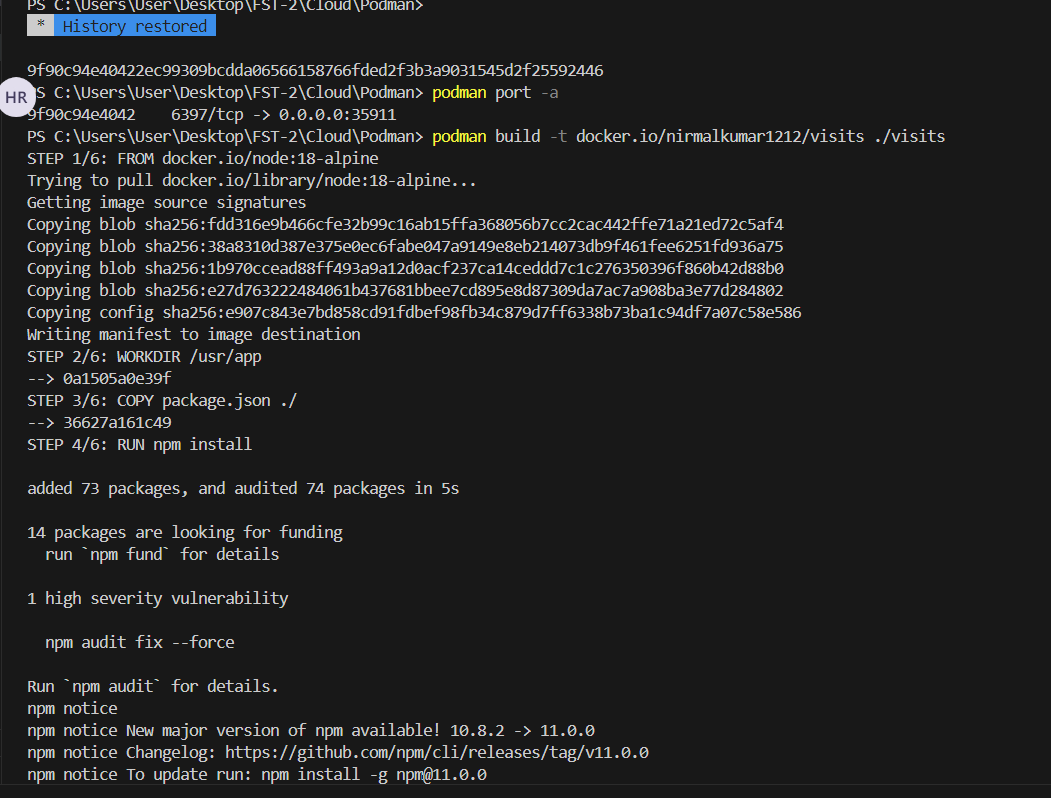 PS C:\Users\User\Desktop\FST-2\Cloud\Podman>
* History restored
9f90c94e40422ec99309bcdda06566158766fded2f3b3a9031545d2f25592446
HR
PS C:\Users\User\Desktop\FST-2\Cloud\Podman> podman port -a
9f90c94e4042    6397/tcp -> 0.0.0.0:35911
PS C:\Users\User\Desktop\FST-2\Cloud\Podman> podman build -t docker.io/nirmalkumar1212/visits ./visits
STEP 1/6: FROM docker.io/node:18-alpine
Trying to pull docker.io/library/node:18-alpine...
Getting image source signatures
Copying blob sha256:fdd316e9b466cfe32b99c16ab15ffa368056b7cc2cac442ffe71a21ed72c5af4
Copying blob sha256:38a8310d387e375e0ec6fabe047a9149e8eb214073db9f461fee6251fd936a75
Copying blob sha256:1b970ccead88ff493a9a12d0acf237ca14ceddd7c1c276350396f860b42d88b0
Copying blob sha256:e27d763222484061b437681bbee7cd895e8d87309da7ac7a908ba3e77d284802
Copying config sha256:e907c843e7bd858cd91fdbef98fb34c879d7ff6338b73ba1c94df7a07c58e586
Writing manifest to image destination
STEP 2/6: WORKDIR /usr/app
--> 0a1505a0e39f
STEP 3/6: COPY package.json ./
--> 36627a161c49
STEP 4/6: RUN npm install
added 73 packages, and audited 74 packages in 5s
14 packages are looking for funding
  run `npm fund` for details
1 high severity vulnerability
  npm audit fix --force
Run `npm audit` for details.
npm notice
npm notice New major version of npm available! 10.8.2 -> 11.0.0
npm notice Changelog: https://github.com/npm/cli/releases/tag/v11.0.0
npm notice To update run: npm install -g npm@11.0.0